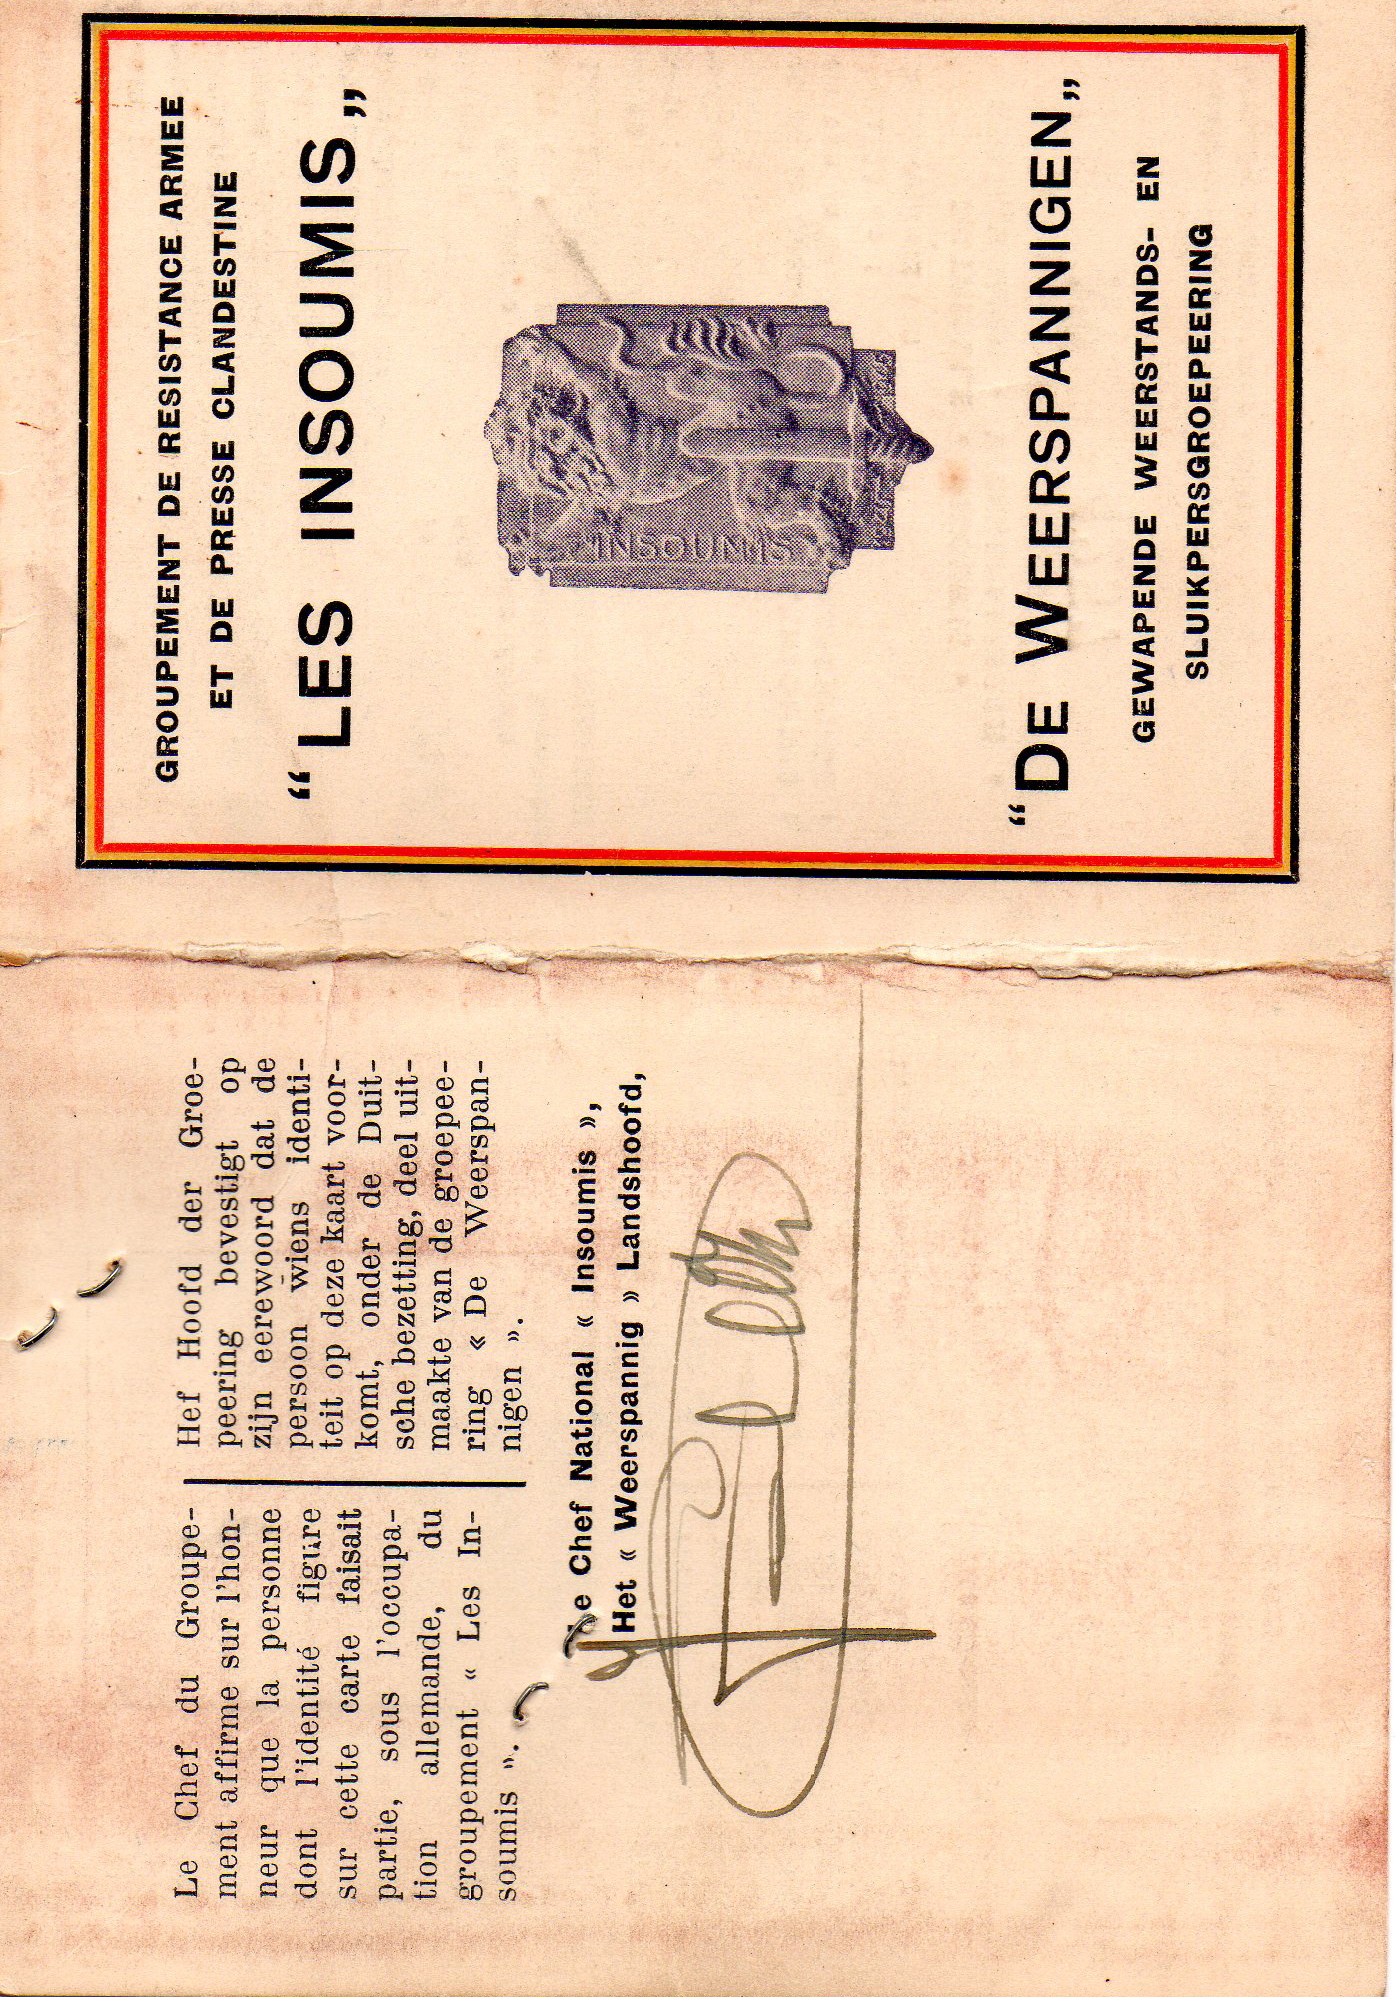 GROUPEMENT DE RESISTANCE ARMEE
ET DE PRESSE CLANDESTINE
“ LES INSOUMIS „
INSOUMIS
“DE WEERSPANNIGEN„
GEWAPENDE WEERSTANDS- EN
SLUIKPERSGROEPEERING
Le Chef du Groupe-
ment affirme sur l'hon-
neur que la personne
dont l'identité figure
sur cette carte faisait
partie, sous l'occupa-
tion allemande, du
groupement « Les In-
soumis ».
Hef Hoofd der Groe-
peering bevestigt op
zijn eerewoord dat de
persoon wiens identi-
teit op deze kaart voor-
komt, onder de Duit-
sche bezetting, deel uit-
maakte van de groepee-
ring « De Weerspan-
nigen ».
Le Chef National « Insoumis »,
Het « Weerspannig » Landshoofd,